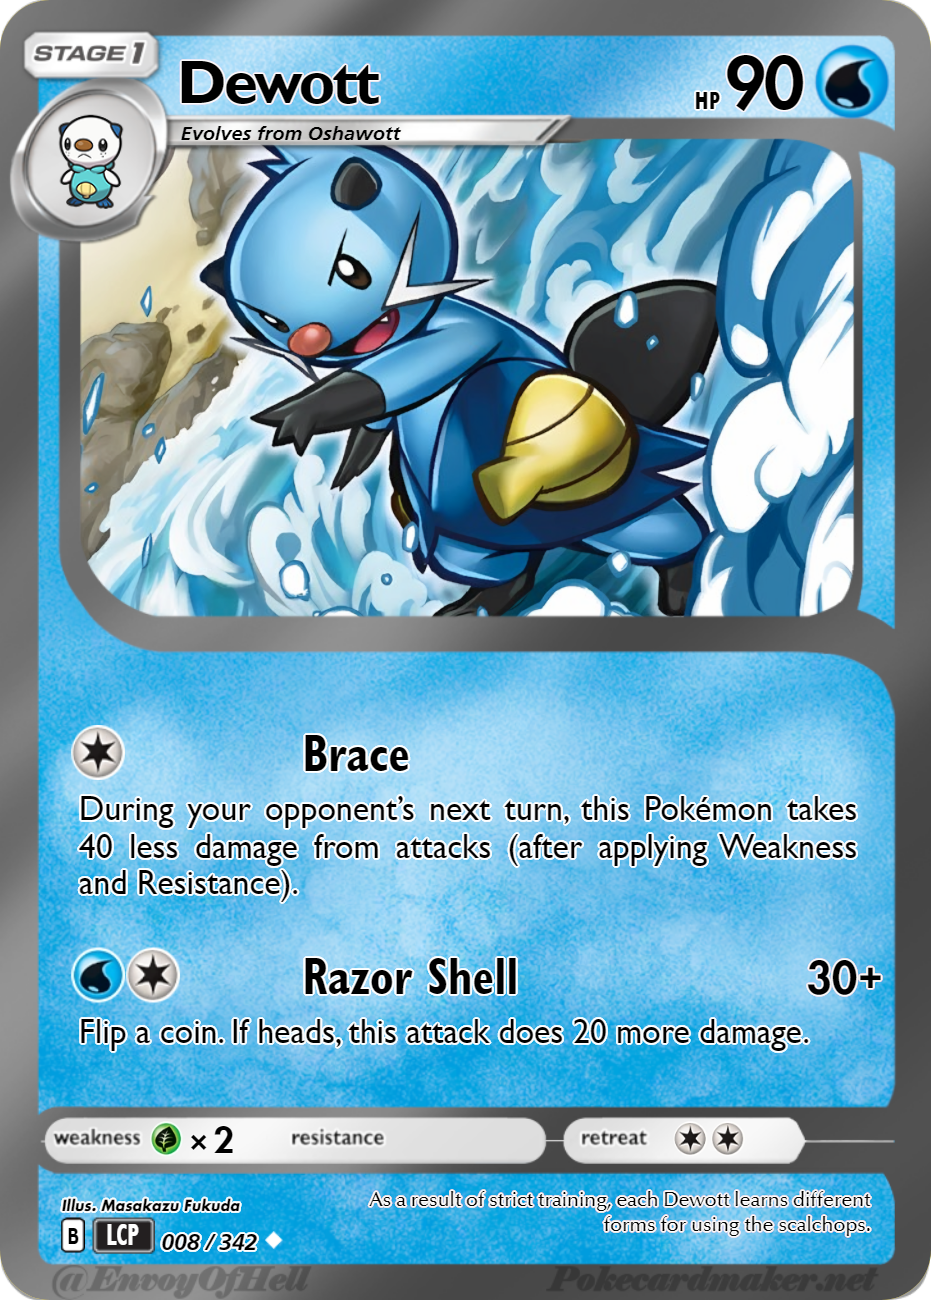 STAGE 1
Dewott
HP 90
Evolves from Oshawott
Brace
During your opponent's next turn, this Pokémon takes
40 less damage from attacks (after applying Weakness
and Resistance).
Razor Shell 30+
Flip a coin. If heads, this attack does 20 more damage.
weakness ×2 resistance retreat
Illus. Masakazu Fukuda
As a result of strict training, each Dewott learns different
forms for using the scalchops.
B LCP 008 / 342
@EnvoyOfHell Pokecardmaker.net